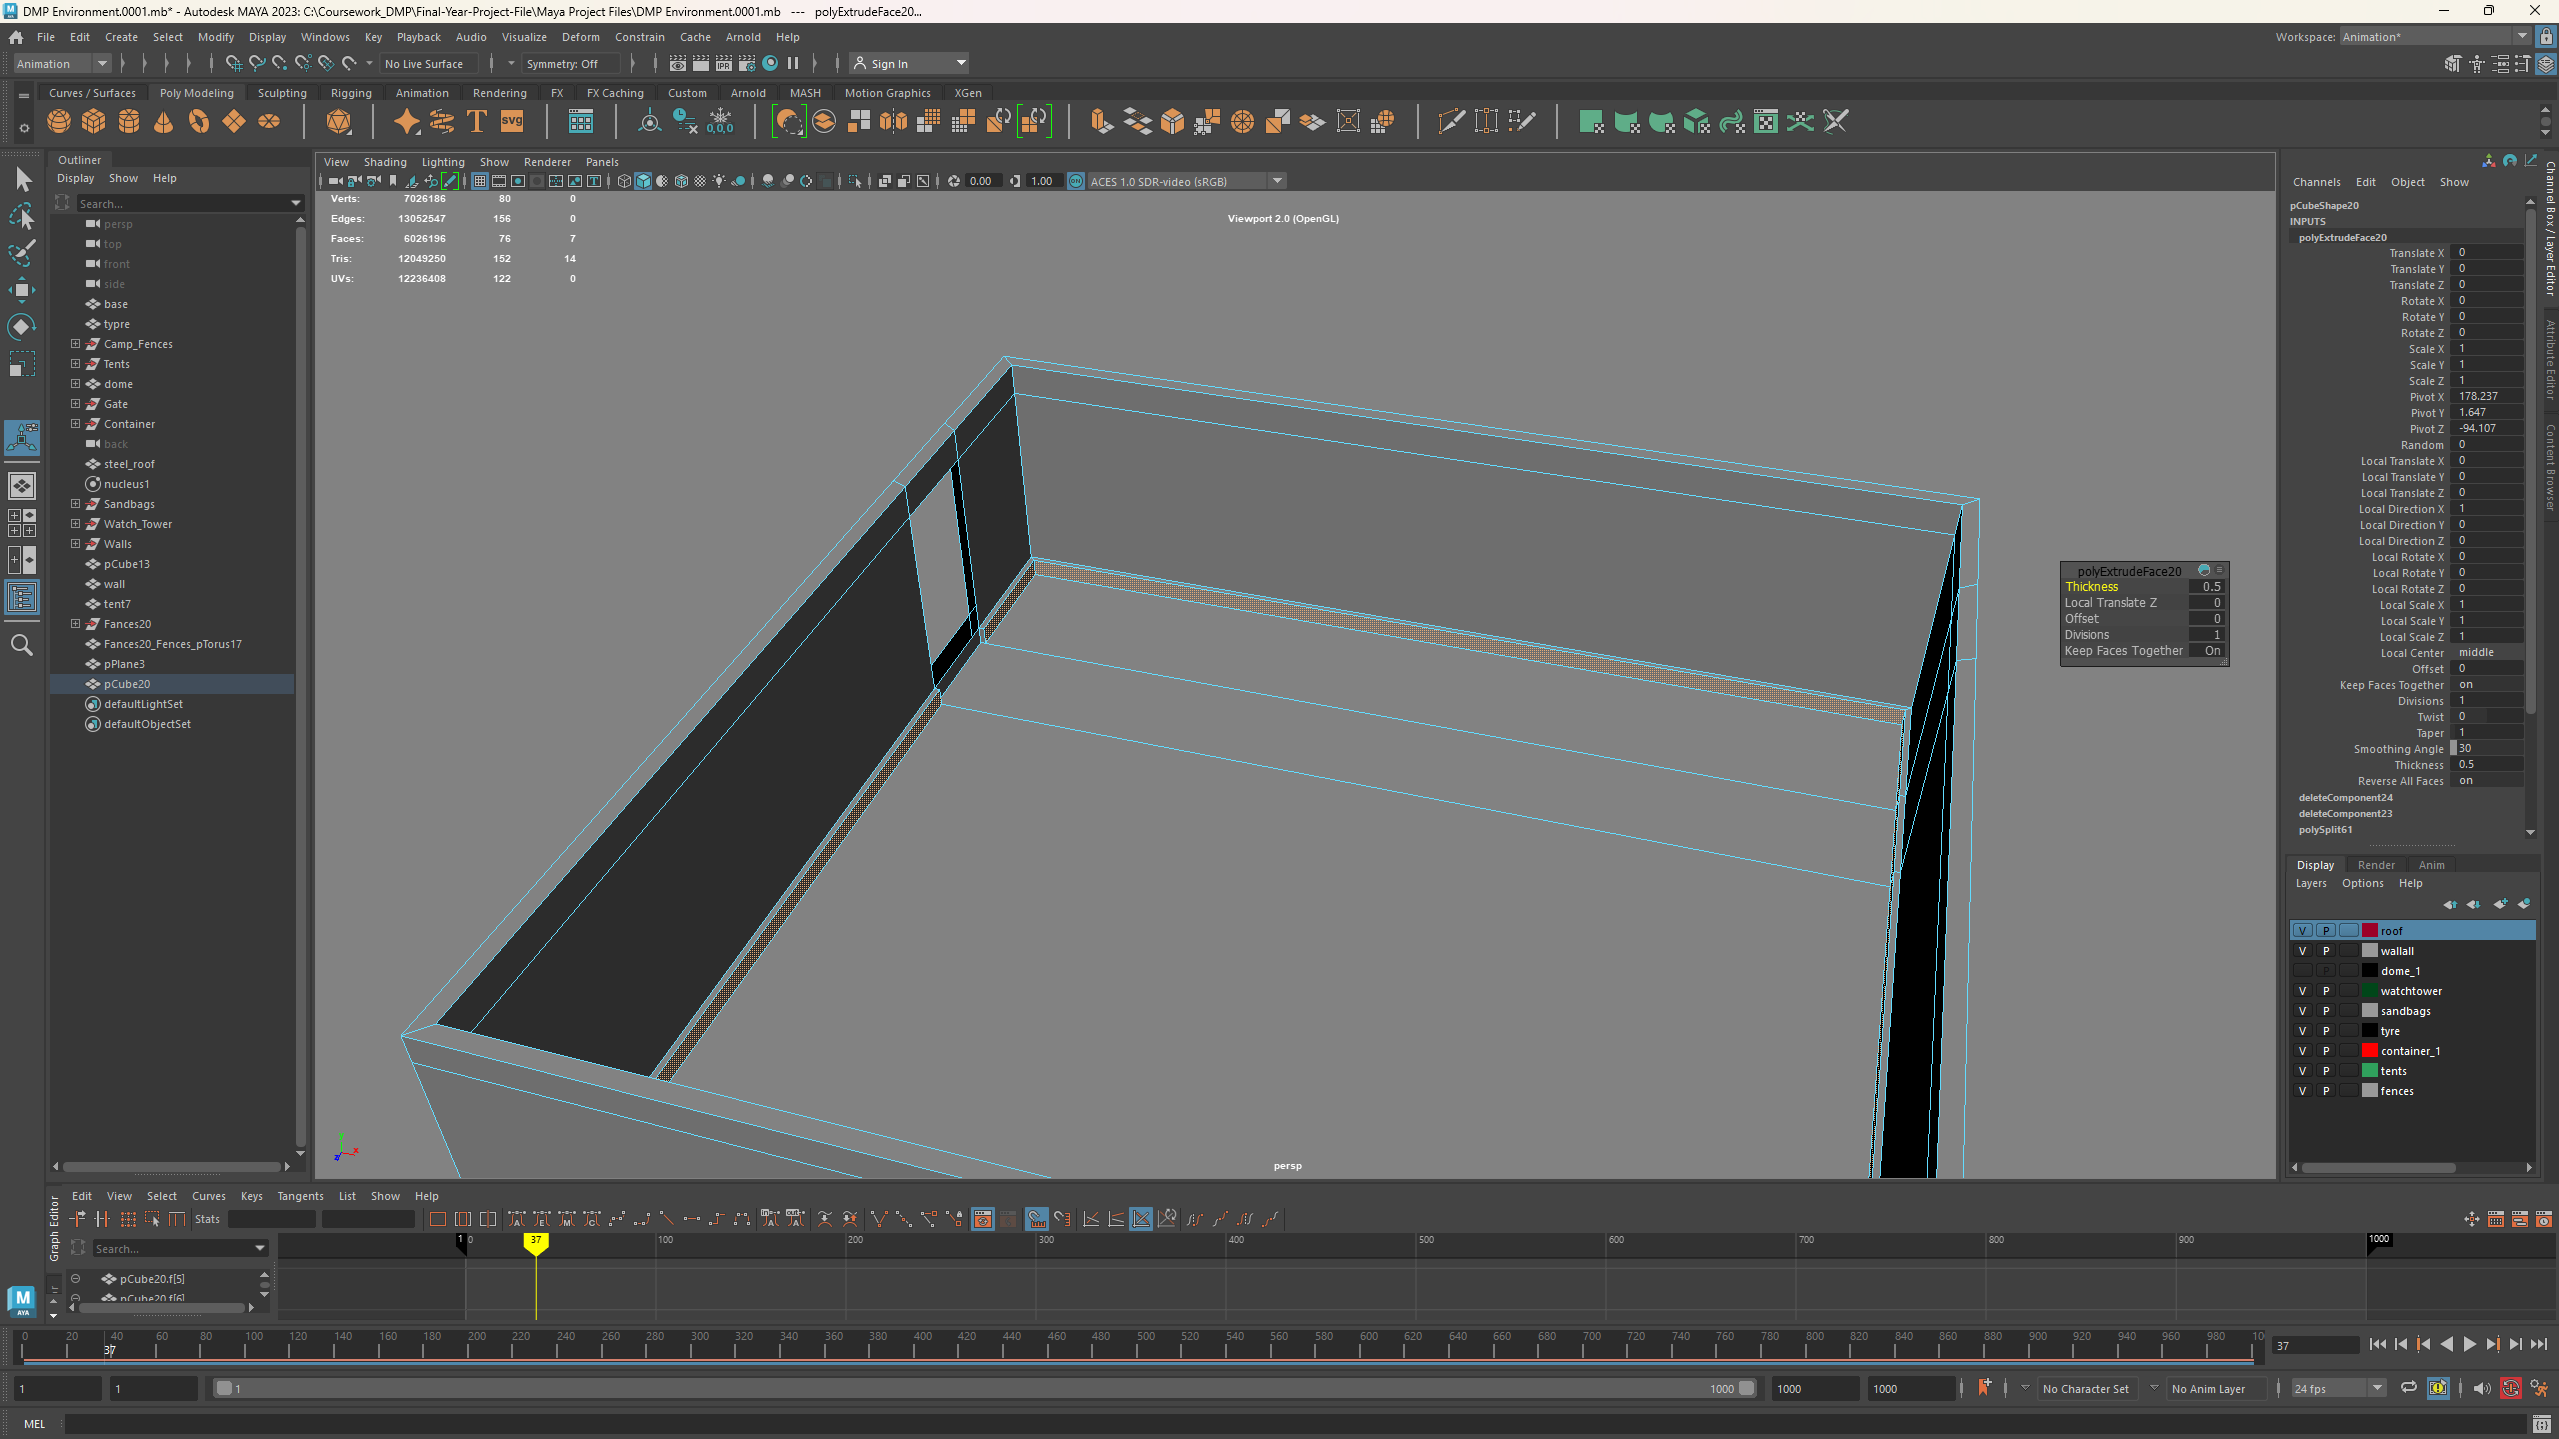 DMP Environment.0001.mb* - Autodesk MAYA 2023: C:\Coursework_DMP\Final-Year-Project-File\Maya Project Files\DMP Environment.0001.mb --- polyExtrudeFace20...
File Edit Create Select Modify Display Windows Key Playback Audio Visualize Deform Constrain Cache Arnold Help
Workspace: Animation*
Animation No Live Surface Symmetry: Off Sign In
Curves / Surfaces Poly Modeling Sculpting Rigging Animation Rendering FX FX Caching Custom Arnold MASH Motion Graphics XGen
Outliner
Display Show Help
Search...
persp
top
front
side
base
typre
Camp_Fences
Tents
dome
Gate
Container
back
steel_roof
nucleus1
Sandbags
Watch_Tower
Walls
pCube13
wall
tent7
Fances20
Fances20_Fences_pTorus17
pPlane3
pCube20
defaultLightSet
defaultObjectSet
View Shading Lighting Show Renderer Panels
0.00 1.00 ACES 1.0 SDR-video (sRGB)
Verts: 7026186 80 0
Edges: 13052547 156 0
Faces: 6026196 76 7
Tris: 12049250 152 14
UVs: 12236408 122 0
Viewport 2.0 (OpenGL)
polyExtrudeFace20
Thickness 0.5
Local Translate Z 0
Offset 0
Divisions 1
Keep Faces Together On
persp
Channels Edit Object Show
pCubeShape20
INPUTS
polyExtrudeFace20
Translate X 0
Translate Y 0
Translate Z 0
Rotate X 0
Rotate Y 0
Rotate Z 0
Scale X 1
Scale Y 1
Scale Z 1
Pivot X 178.237
Pivot Y 1.647
Pivot Z -94.107
Random 0
Local Translate X 0
Local Translate Y 0
Local Translate Z 0
Local Direction X 1
Local Direction Y 0
Local Direction Z 0
Local Rotate X 0
Local Rotate Y 0
Local Rotate Z 0
Local Scale X 1
Local Scale Y 1
Local Scale Z 1
Local Center middle
Offset 0
Keep Faces Together on
Divisions 1
Twist 0
Taper 1
Smoothing Angle 30
Thickness 0.5
Reverse All Faces on
deleteComponent24
deleteComponent23
polySplit61
Channel Box / Layer Editor
Attribute Editor
Content Browser
Display Render Anim
Layers Options Help
V P roof
V P wallall
P dome_1
V P watchtower
V P sandbags
V P tyre
V P container_1
V P tents
V P fences
Graph Editor
Edit View Select Curves Keys Tangents List Show Help
Stats
Search...
pCube20.f[5]
pCube20.f[6]
1 0 37 100 200 300 400 500 600 700 800 900 1000
0 20 40 60 80 100 120 140 160 180 200 220 240 260 280 300 320 340 360 380 400 420 440 460 480 500 520 540 560 580 600 620 640 660 680 700 720 740 760 780 800 820 840 860 880 900 920 940 960 980 10
37
37
1 1 1 1000 1000 1000 No Character Set No Anim Layer 24 fps
MEL